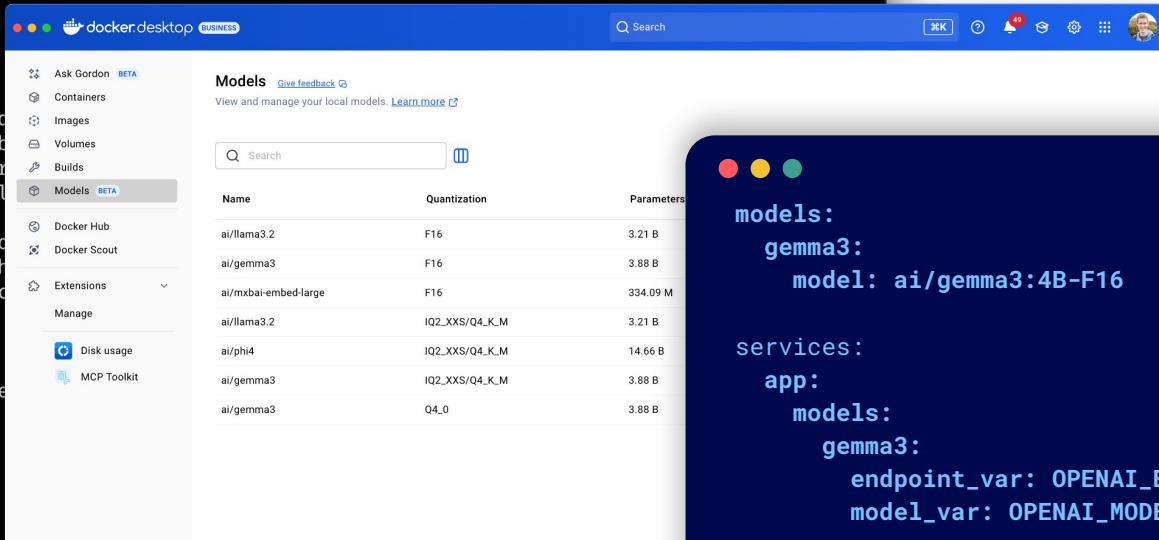 docker.desktop BUSINESS
Search
⌘K
49
Ask Gordon BETA
Containers
Images
Volumes
Builds
Models BETA
Docker Hub
Docker Scout
Extensions
Manage
Disk usage
MCP Toolkit
Models Give feedback
View and manage your local models. Learn more
Search
Name Quantization Parameters
ai/llama3.2 F16 3.21 B
ai/gemma3 F16 3.88 B
ai/mxbai-embed-large F16 334.09 M
ai/llama3.2 IQ2_XXS/Q4_K_M 3.21 B
ai/phi4 IQ2_XXS/Q4_K_M 14.66 B
ai/gemma3 IQ2_XXS/Q4_K_M 3.88 B
ai/gemma3 Q4_0 3.88 B
models:
gemma3:
model: ai/gemma3:4B-F16
services:
app:
models:
gemma3:
endpoint_var:
model_var: